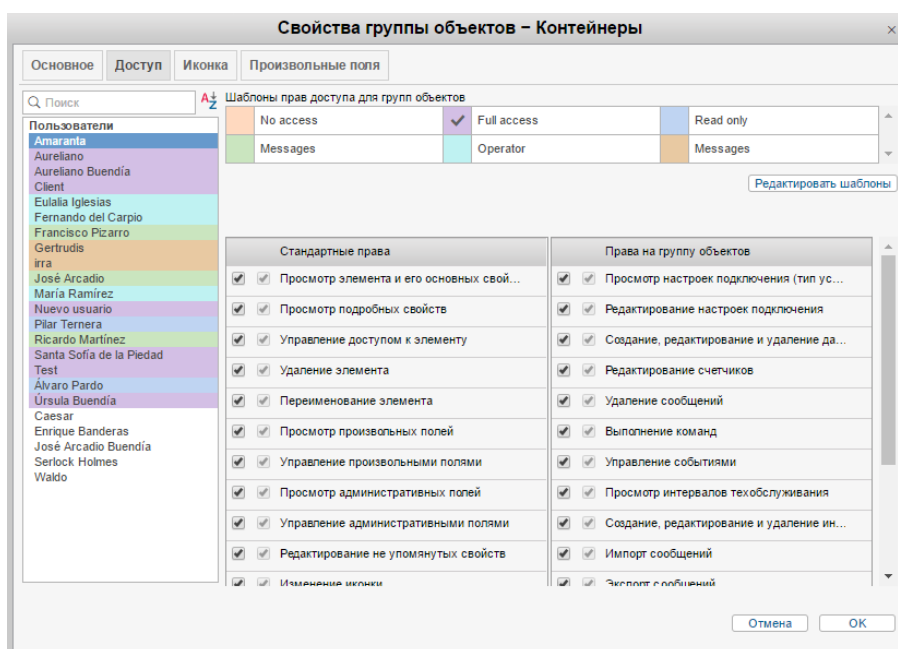 Свойства группы объектов – Контейнеры
Основное Доступ Иконка Произвольные поля
Поиск
Шаблоны прав доступа для групп объектов
No access Full access Read only
Messages Operator Messages
Редактировать шаблоны
Пользователи
Amaranta
Aureliano
Aureliano Buendía
Client
Eulalia Iglesias
Fernando del Carpio
Francisco Pizarro
Gertrudis
irra
José Arcadio
María Ramírez
Nuevo usuario
Pilar Ternera
Ricardo Martínez
Santa Sofía de la Piedad
Test
Álvaro Pardo
Úrsula Buendía
Caesar
Enrique Banderas
José Arcadio Buendía
Serlock Holmes
Waldo
Стандартные права
Просмотр элемента и его основных свой...
Просмотр подробных свойств
Управление доступом к элементу
Удаление элемента
Переименование элемента
Просмотр произвольных полей
Управление произвольными полями
Просмотр административных полей
Управление административными полями
Редактирование не упомянутых свойств
Изменение иконки
Права на группу объектов
Просмотр настроек подключения (тип ус...
Редактирование настроек подключения
Создание, редактирование и удаление да...
Редактирование счетчиков
Удаление сообщений
Выполнение команд
Управление событиями
Просмотр интервалов техобслуживания
Создание, редактирование и удаление ин...
Импорт сообщений
Экспорт сообщений
Отмена OK